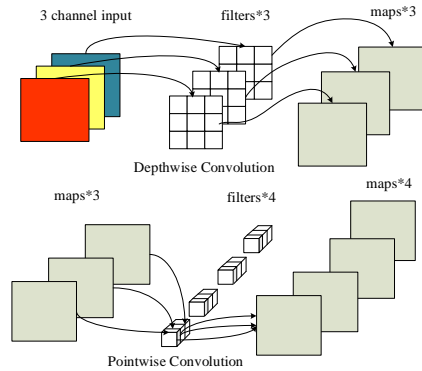 3 channel input
filters*3
maps*3
Depthwise Convolution
maps*3
filters*4
maps*4
Pointwise Convolution